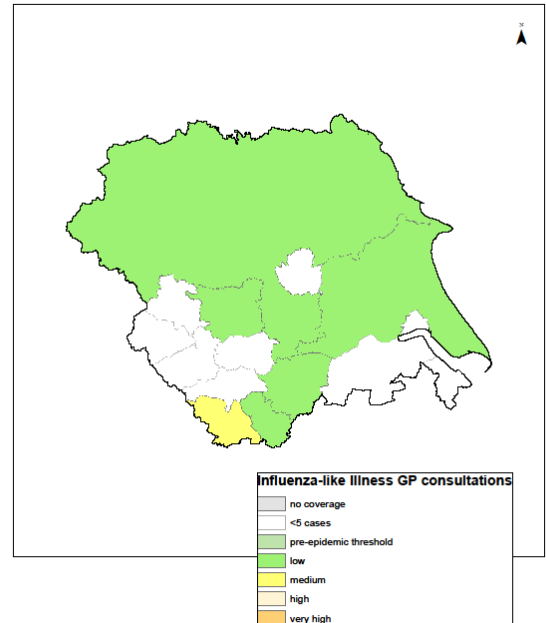 N
Influenza-like Illness GP consultations
no coverage
<5 cases
pre-epidemic threshold
low
medium
high
very high